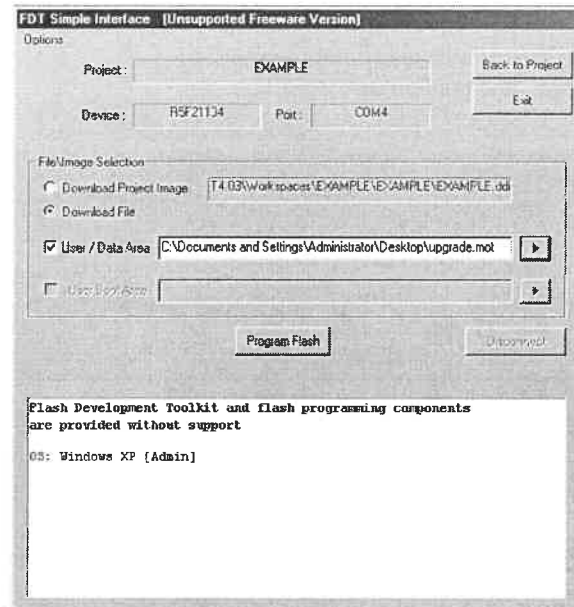 FDT Simple Interface [Unsupported Freeware Version]
Options
Project : EXAMPLE
Back to Project
Exit
Device : R5F21134 Port : COM4
File\Image Selection
Download Project Image T4.03\Workspaces\EXAMPLE\EXAMPLE\EXAMPLE.ddi
Download File
User / Data Area C:\Documents and Settings\Administrator\Desktop\upgrade.mot
User Boot Area
Program Flash Disconnect
Flash Development Toolkit and flash programming components
are provided without support
OS: Windows XP [Admin]